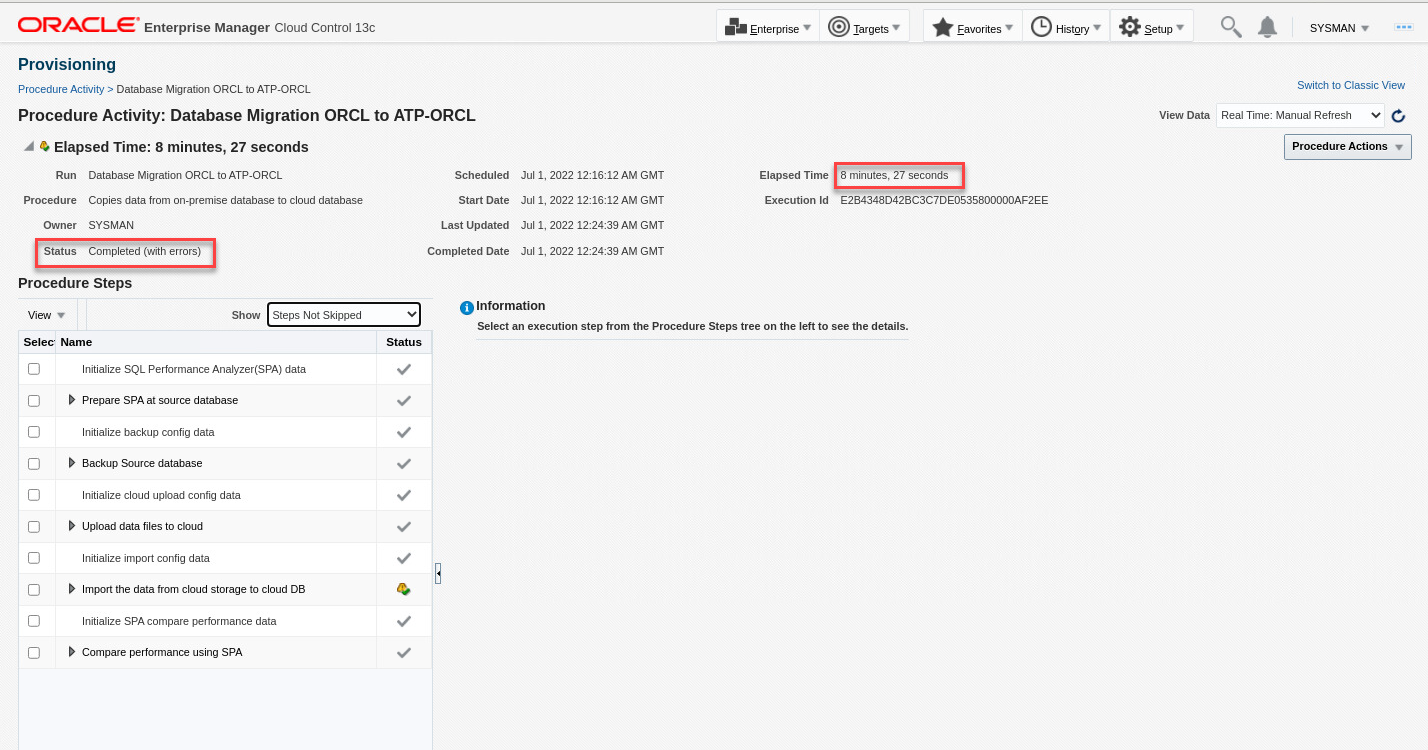 ORACLE Enterprise Manager Cloud Control 13c
Enterprise Targets Favorites History Setup SYSMAN
Provisioning
Procedure Activity > Database Migration ORCL to ATP-ORCL
Switch to Classic View
Procedure Activity: Database Migration ORCL to ATP-ORCL
View Data Real Time: Manual Refresh
Elapsed Time: 8 minutes, 27 seconds
Procedure Actions
Run Database Migration ORCL to ATP-ORCL Scheduled Jul 1, 2022 12:16:12 AM GMT Elapsed Time 8 minutes, 27 seconds
Procedure Copies data from on-premise database to cloud database Start Date Jul 1, 2022 12:16:12 AM GMT Execution Id E2B4348D42BC3C7DE0535800000AF2EE
Owner SYSMAN Last Updated Jul 1, 2022 12:24:39 AM GMT
Status Completed (with errors) Completed Date Jul 1, 2022 12:24:39 AM GMT
Procedure Steps
View Show Steps Not Skipped
Information
Select an execution step from the Procedure Steps tree on the left to see the details.
Selec Name Status
Initialize SQL Performance Analyzer(SPA) data
Prepare SPA at source database
Initialize backup config data
Backup Source database
Initialize cloud upload config data
Upload data files to cloud
Initialize import config data
Import the data from cloud storage to cloud DB
Initialize SPA compare performance data
Compare performance using SPA